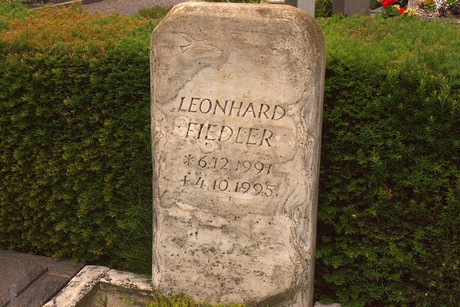 LEONHARD
FIEDLER
* 6.12.1991
+ 4.10.1995.